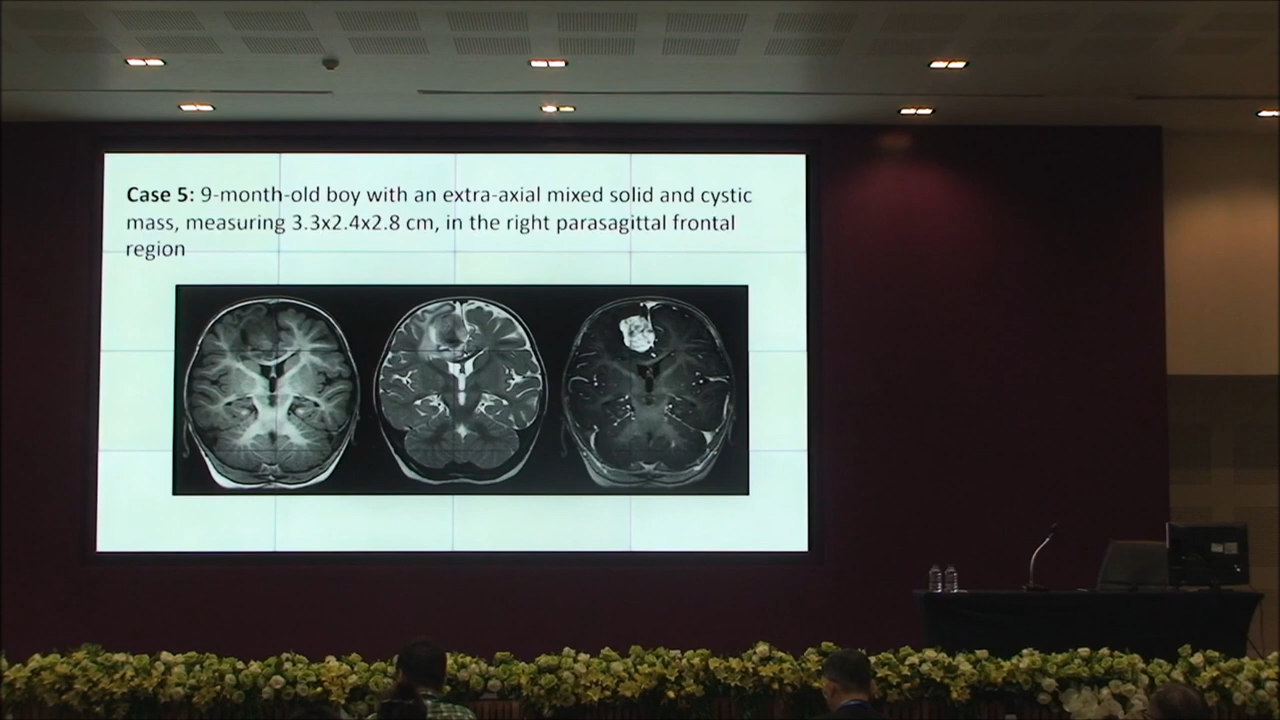 Case 5: 9-month-old boy with an extra-axial mixed solid and cystic
mass, measuring 3.3x2.4x2.8 cm, in the right parasagittal frontal
region